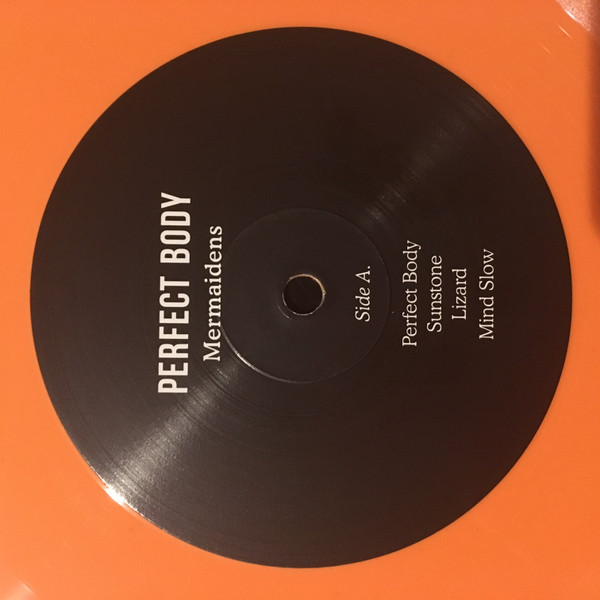 PERFECT BODY
Mermaidens
Side A.
Perfect Body
Sunstone
Lizard
Mind Slow